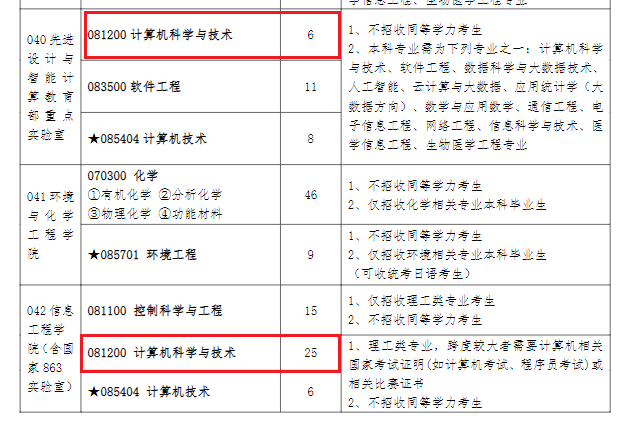 学信息工程、生物医学工程专业
040 先进
设计与
智能计
算教育
部重点
实验室
081200 计算机科学与技术
6
1、不招收同等学力考生
2、本科专业需为下列专业之一：计算机科学
与技术、软件工程、数据科学与大数据技术、
人工智能、云计算与大数据、应用统计学（大
数据方向）、数学与应用数学、通信工程、电
子信息工程、网络工程、信息科学与技术、医
学信息工程、生物医学工程专业
083500 软件工程
11
★085404 计算机技术
8
041 环境
与化学
工程学
院
070300 化学
①有机化学 ②分析化学
③物理化学 ④功能材料
46
1、不招收同等学力考生
2、仅招收化学相关专业本科毕业生
★085701 环境工程
9
1、不招收同等学力考生
2、仅招收环境相关专业本科毕业生
（可收统考日语考生）
042 信息
工程学
院（含国
家 863
实验室）
081100 控制科学与工程
15
1、仅招收理工类专业考生
2、不招收同等学力考生
081200 计算机科学与技术
25
1、理工类专业，跨度较大者需要计算机相关
国家考试证明(如计算机考试、程序员考试)或
相关比赛证书
2、不招收同等学力考生
★085404 计算机技术
6